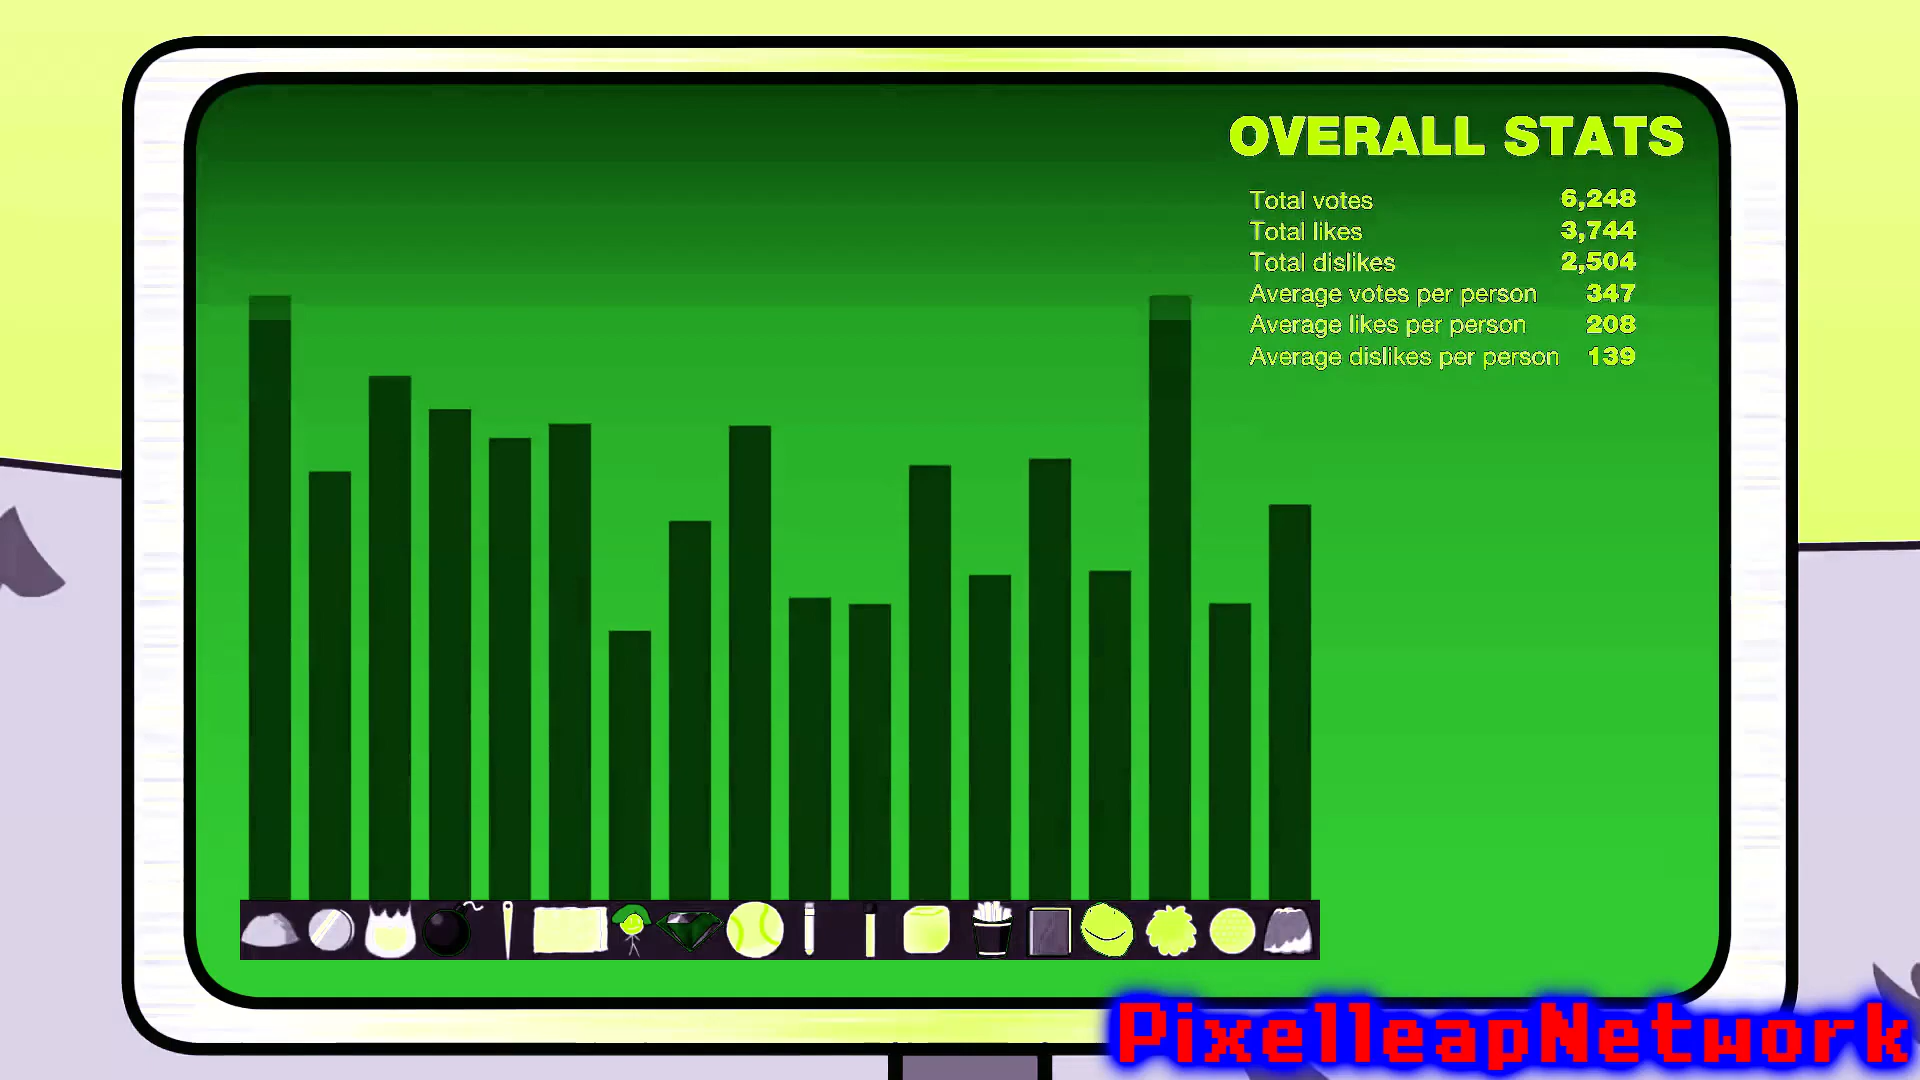 OVERALL STATS
Total votes 6,248
Total likes 3,744
Total dislikes 2,504
Average votes per person 347
Average likes per person 208
Average dislikes per person 139
PixelleapNetwork